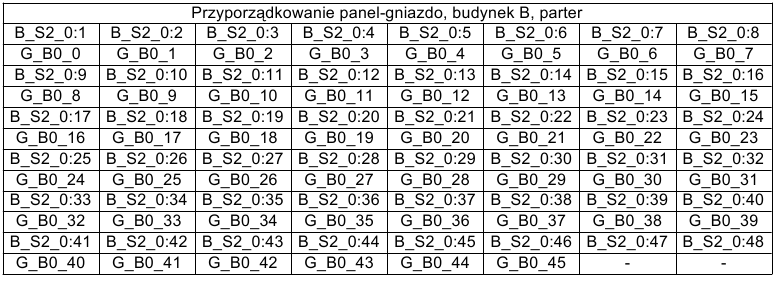 Przyporządkowanie panel-gniazdo, budynek B, parter
B_S2_0:1 B_S2_0:2 B_S2_0:3 B_S2_0:4 B_S2_0:5 B_S2_0:6 B_S2_0:7 B_S2_0:8
G_B0_0 G_B0_1 G_B0_2 G_B0_3 G_B0_4 G_B0_5 G_B0_6 G_B0_7
B_S2_0:9 B_S2_0:10 B_S2_0:11 B_S2_0:12 B_S2_0:13 B_S2_0:14 B_S2_0:15 B_S2_0:16
G_B0_8 G_B0_9 G_B0_10 G_B0_11 G_B0_12 G_B0_13 G_B0_14 G_B0_15
B_S2_0:17 B_S2_0:18 B_S2_0:19 B_S2_0:20 B_S2_0:21 B_S2_0:22 B_S2_0:23 B_S2_0:24
G_B0_16 G_B0_17 G_B0_18 G_B0_19 G_B0_20 G_B0_21 G_B0_22 G_B0_23
B_S2_0:25 B_S2_0:26 B_S2_0:27 B_S2_0:28 B_S2_0:29 B_S2_0:30 B_S2_0:31 B_S2_0:32
G_B0_24 G_B0_25 G_B0_26 G_B0_27 G_B0_28 G_B0_29 G_B0_30 G_B0_31
B_S2_0:33 B_S2_0:34 B_S2_0:35 B_S2_0:36 B_S2_0:37 B_S2_0:38 B_S2_0:39 B_S2_0:40
G_B0_32 G_B0_33 G_B0_34 G_B0_35 G_B0_36 G_B0_37 G_B0_38 G_B0_39
B_S2_0:41 B_S2_0:42 B_S2_0:43 B_S2_0:44 B_S2_0:45 B_S2_0:46 B_S2_0:47 B_S2_0:48
G_B0_40 G_B0_41 G_B0_42 G_B0_43 G_B0_44 G_B0_45 - -